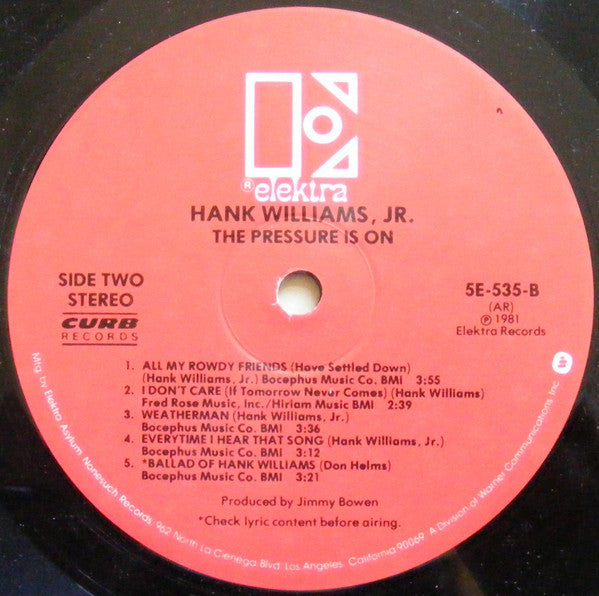 ® elektra
HANK WILLIAMS, JR.
THE PRESSURE IS ON
SIDE TWO
STEREO
CURB
RECORDS
5E-535-B
(AR)
℗ 1981
Elektra Records
1. ALL MY ROWDY FRIENDS (Have Settled Down)
(Hank Williams, Jr.) Bocephus Music Co. BMI 3:55
2. I DON'T CARE (If Tomorrow Never Comes) (Hank Williams)
Fred Rose Music, Inc./Hiriam Music BMI 2:39
3. WEATHERMAN (Hank Williams, Jr.)
Bocephus Music Co. BMI 3:36
4. EVERYTIME I HEAR THAT SONG (Hank Williams, Jr.)
Bocephus Music Co. BMI 3:12
5. *BALLAD OF HANK WILLIAMS (Don Helms)
Bocephus Music Co. BMI 3:21
Produced by Jimmy Bowen
*Check lyric content before airing.
Mfg. by Elektra/Asylum/Nonesuch Records, 962 North La Cienega Blvd. Los Angeles, California 90069. A Division of Warner Communications, Inc.